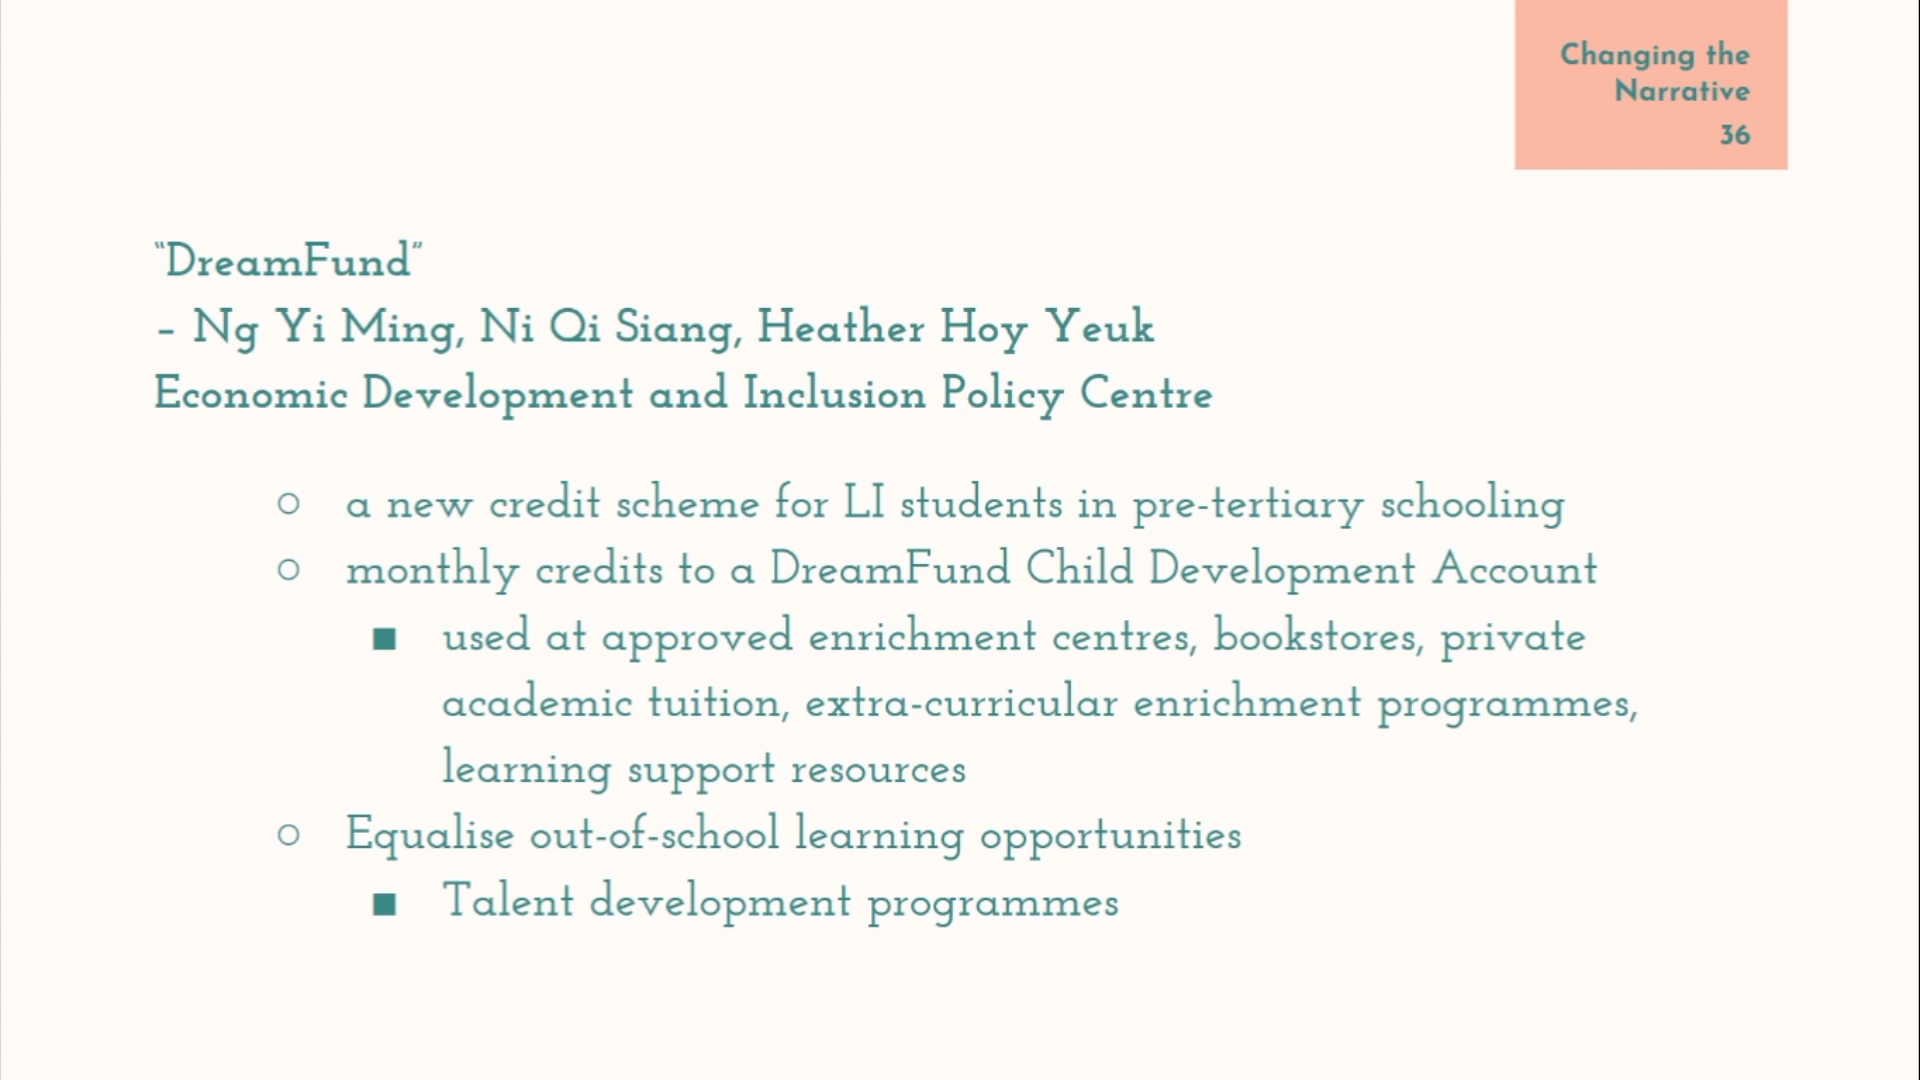 Changing the
Narrative
36
“DreamFund”
– Ng Yi Ming, Ni Qi Siang, Heather Hoy Yeuk
Economic Development and Inclusion Policy Centre
○ a new credit scheme for LI students in pre-tertiary schooling
○ monthly credits to a DreamFund Child Development Account
■ used at approved enrichment centres, bookstores, private
academic tuition, extra-curricular enrichment programmes,
learning support resources
○ Equalise out-of-school learning opportunities
■ Talent development programmes